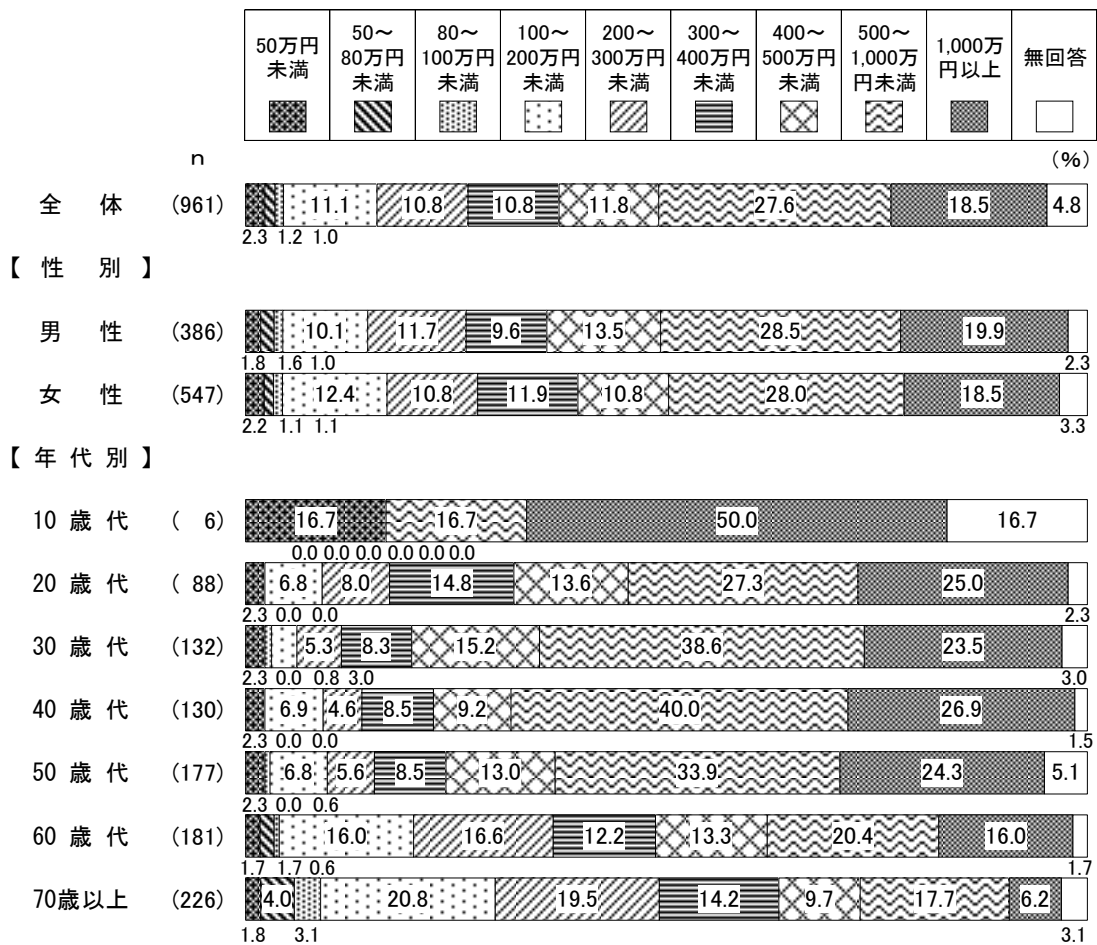 50万円未満
50～80万円未満
80～100万円未満
100～200万円未満
200～300万円未満
300～400万円未満
400～500万円未満
500～1,000万円未満
1,000万円以上
無回答
n (%)
全 体 (961) 11.1 10.8 10.8 11.8 27.6 18.5 4.8
2.3 1.2 1.0
【 性 別 】
男 性 (386) 10.1 11.7 9.6 13.5 28.5 19.9
1.8 1.6 1.0 2.3
女 性 (547) 12.4 10.8 11.9 10.8 28.0 18.5
2.2 1.1 1.1 3.3
【 年 代 別 】
10 歳 代 ( 6) 16.7 16.7 50.0 16.7
0.0 0.0 0.0 0.0 0.0 0.0
20 歳 代 ( 88) 6.8 8.0 14.8 13.6 27.3 25.0
2.3 0.0 0.0 2.3
30 歳 代 (132) 5.3 8.3 15.2 38.6 23.5
2.3 0.0 0.8 3.0 3.0
40 歳 代 (130) 6.9 4.6 8.5 9.2 40.0 26.9
2.3 0.0 0.0 1.5
50 歳 代 (177) 6.8 5.6 8.5 13.0 33.9 24.3 5.1
2.3 0.0 0.6
60 歳 代 (181) 16.0 16.6 12.2 13.3 20.4 16.0
1.7 1.7 0.6 1.7
70歳以上 (226) 4.0 20.8 19.5 14.2 9.7 17.7 6.2
1.8 3.1 3.1